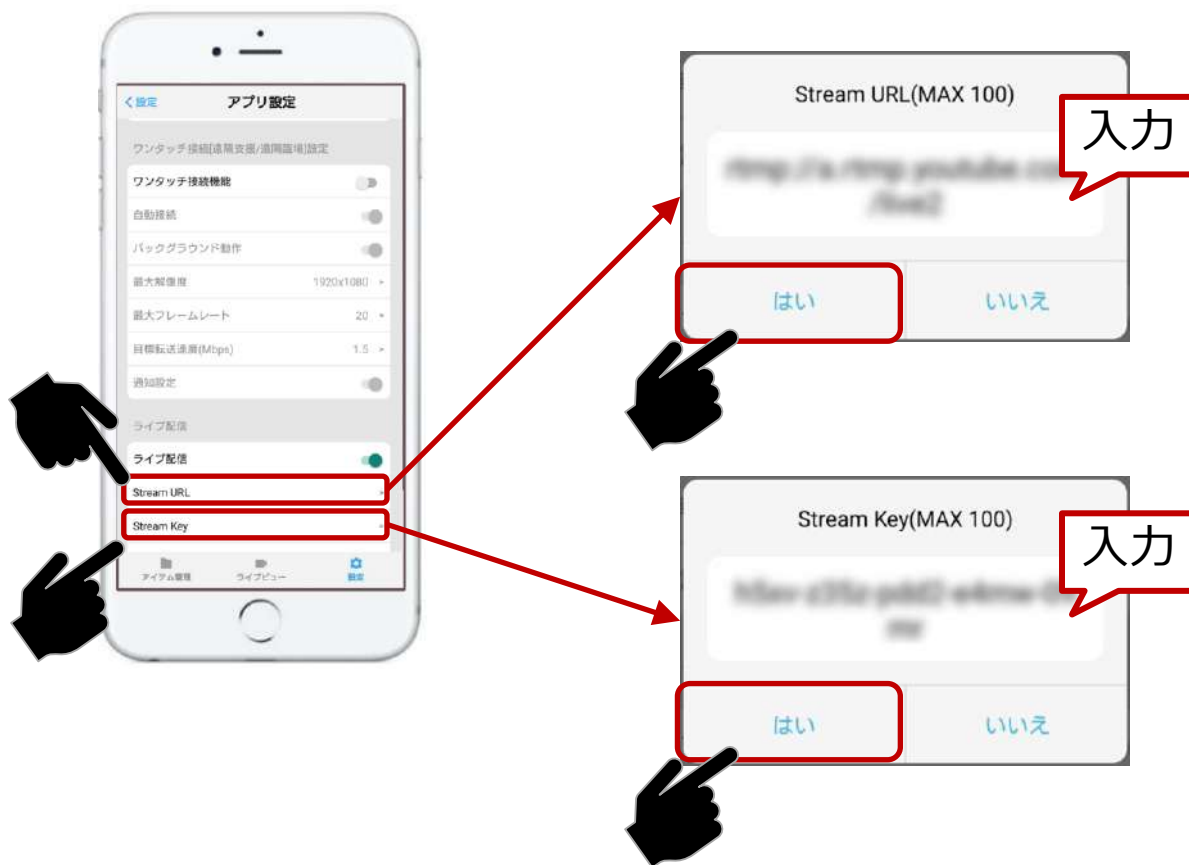 く設定 アプリ設定
ワンタッチ接続[遠隔支援/遠隔臨場]設定
ワンタッチ接続機能
自動接続
バックグラウンド動作
最大解像度 1920x1080
最大フレームレート 20
目標転送速度(Mbps) 1.5
通知設定
ライブ配信
ライブ配信
Stream URL
Stream Key
アイテム管理 ライブビュー 設定
Stream URL(MAX 100)
入力
はい いいえ
Stream Key(MAX 100)
入力
はい いいえ